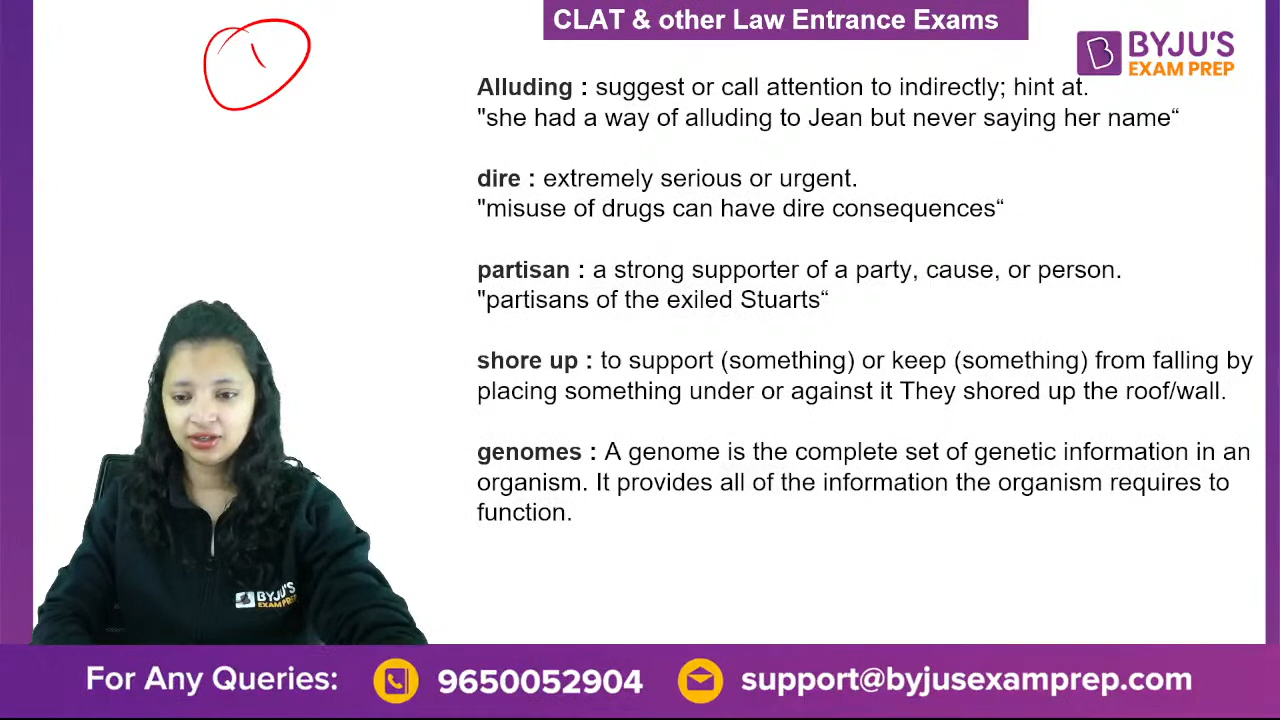 CLAT & other Law Entrance Exams
BYJU'S
EXAM PREP
Alluding : suggest or call attention to indirectly; hint at.
"she had a way of alluding to Jean but never saying her name“
dire : extremely serious or urgent.
"misuse of drugs can have dire consequences“
partisan : a strong supporter of a party, cause, or person.
"partisans of the exiled Stuarts“
shore up : to support (something) or keep (something) from falling by
placing something under or against it They shored up the roof/wall.
genomes : A genome is the complete set of genetic information in an
organism. It provides all of the information the organism requires to
function.
BYJU'S
EXAM PREP
For Any Queries: 9650052904 support@byjusexamprep.com